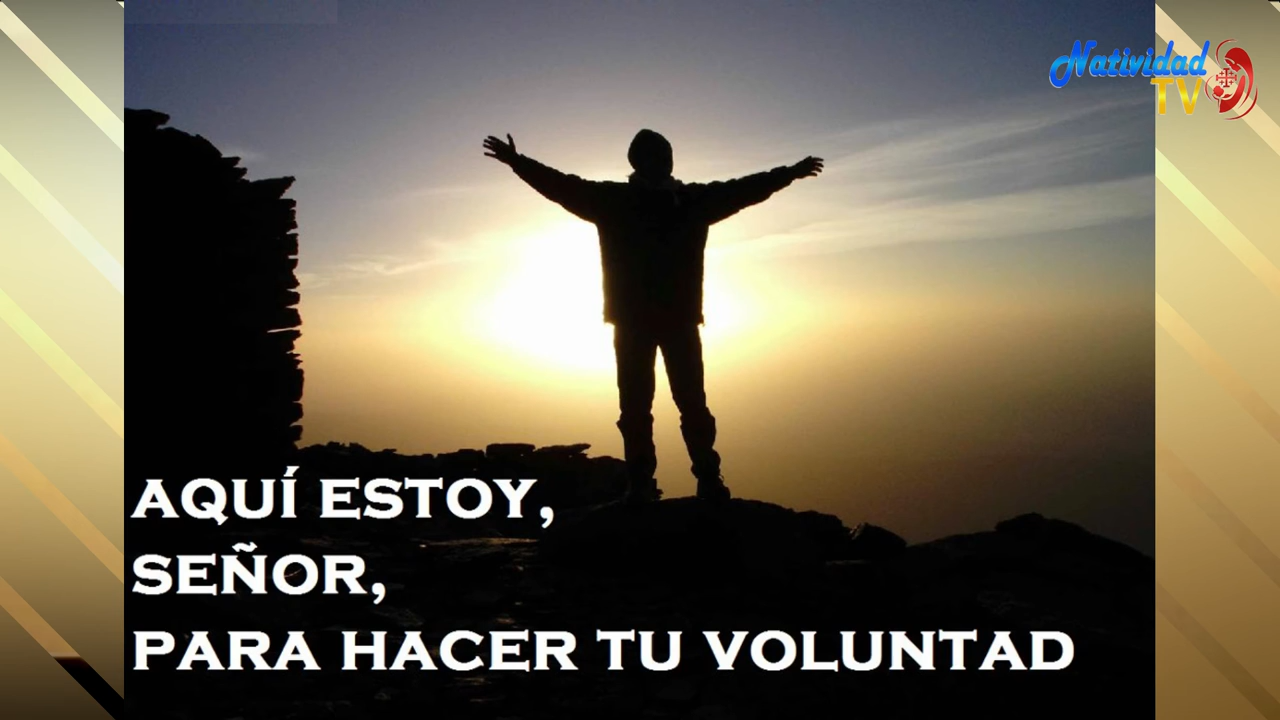 Natividad
TV
AQUÍ ESTOY,
SEÑOR,
PARA HACER TU VOLUNTAD